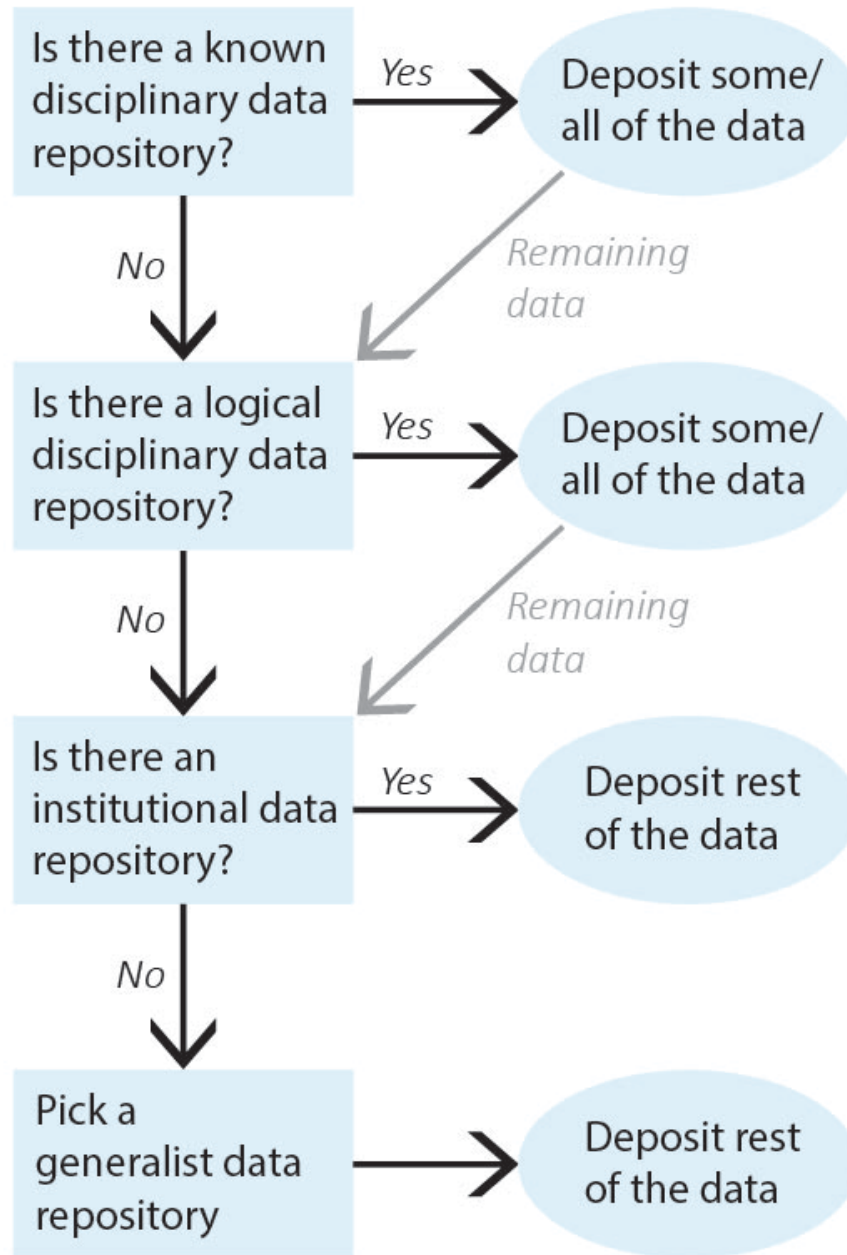 Is there a known
disciplinary data
repository?
Yes
Deposit some/
all of the data
No
Remaining
data
Is there a logical
disciplinary data
repository?
Yes
Deposit some/
all of the data
No
Remaining
data
Is there an
institutional data
repository?
Yes
Deposit rest
of the data
No
Pick a
generalist data
repository
Deposit rest
of the data